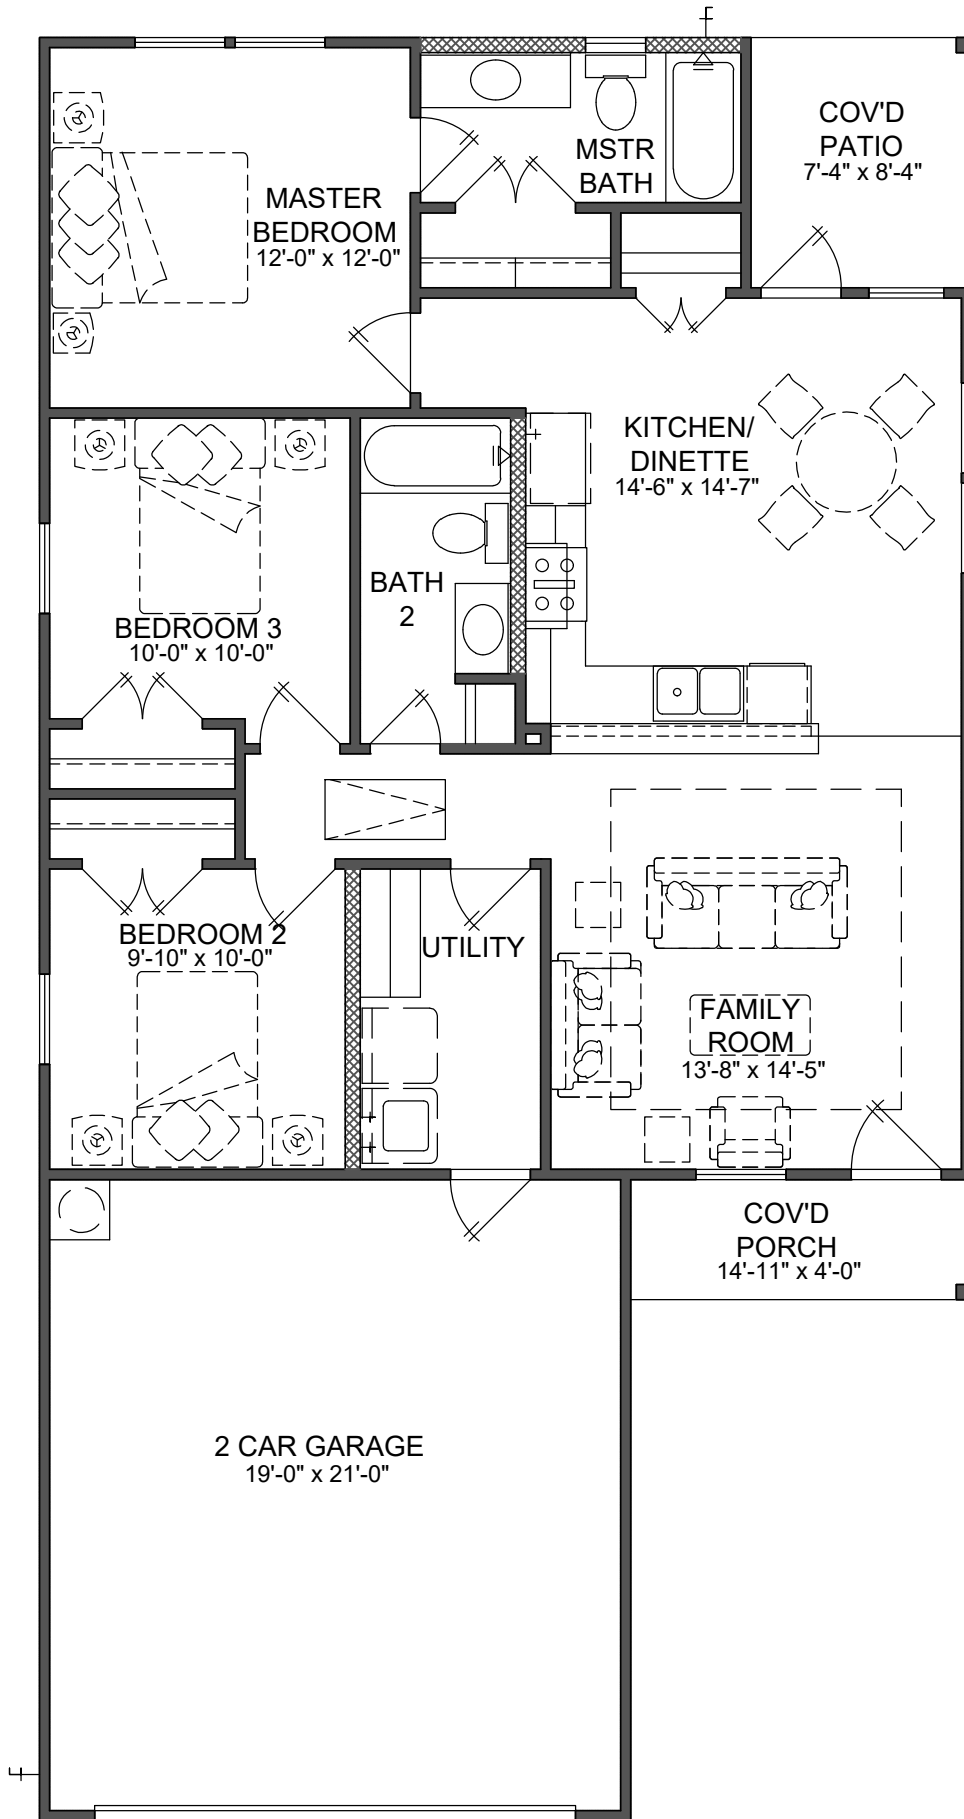 COV'D
PATIO
7'-4" x 8'-4"
MSTR
BATH
MASTER
BEDROOM
12'-0" x 12'-0"
KITCHEN/
DINETTE
14'-6" x 14'-7"
BATH
2
BEDROOM 3
10'-0" x 10'-0"
BEDROOM 2
9'-10" x 10'-0"
UTILITY
FAMILY
ROOM
13'-8" x 14'-5"
COV'D
PORCH
14'-11" x 4'-0"
2 CAR GARAGE
19'-0" x 21'-0"